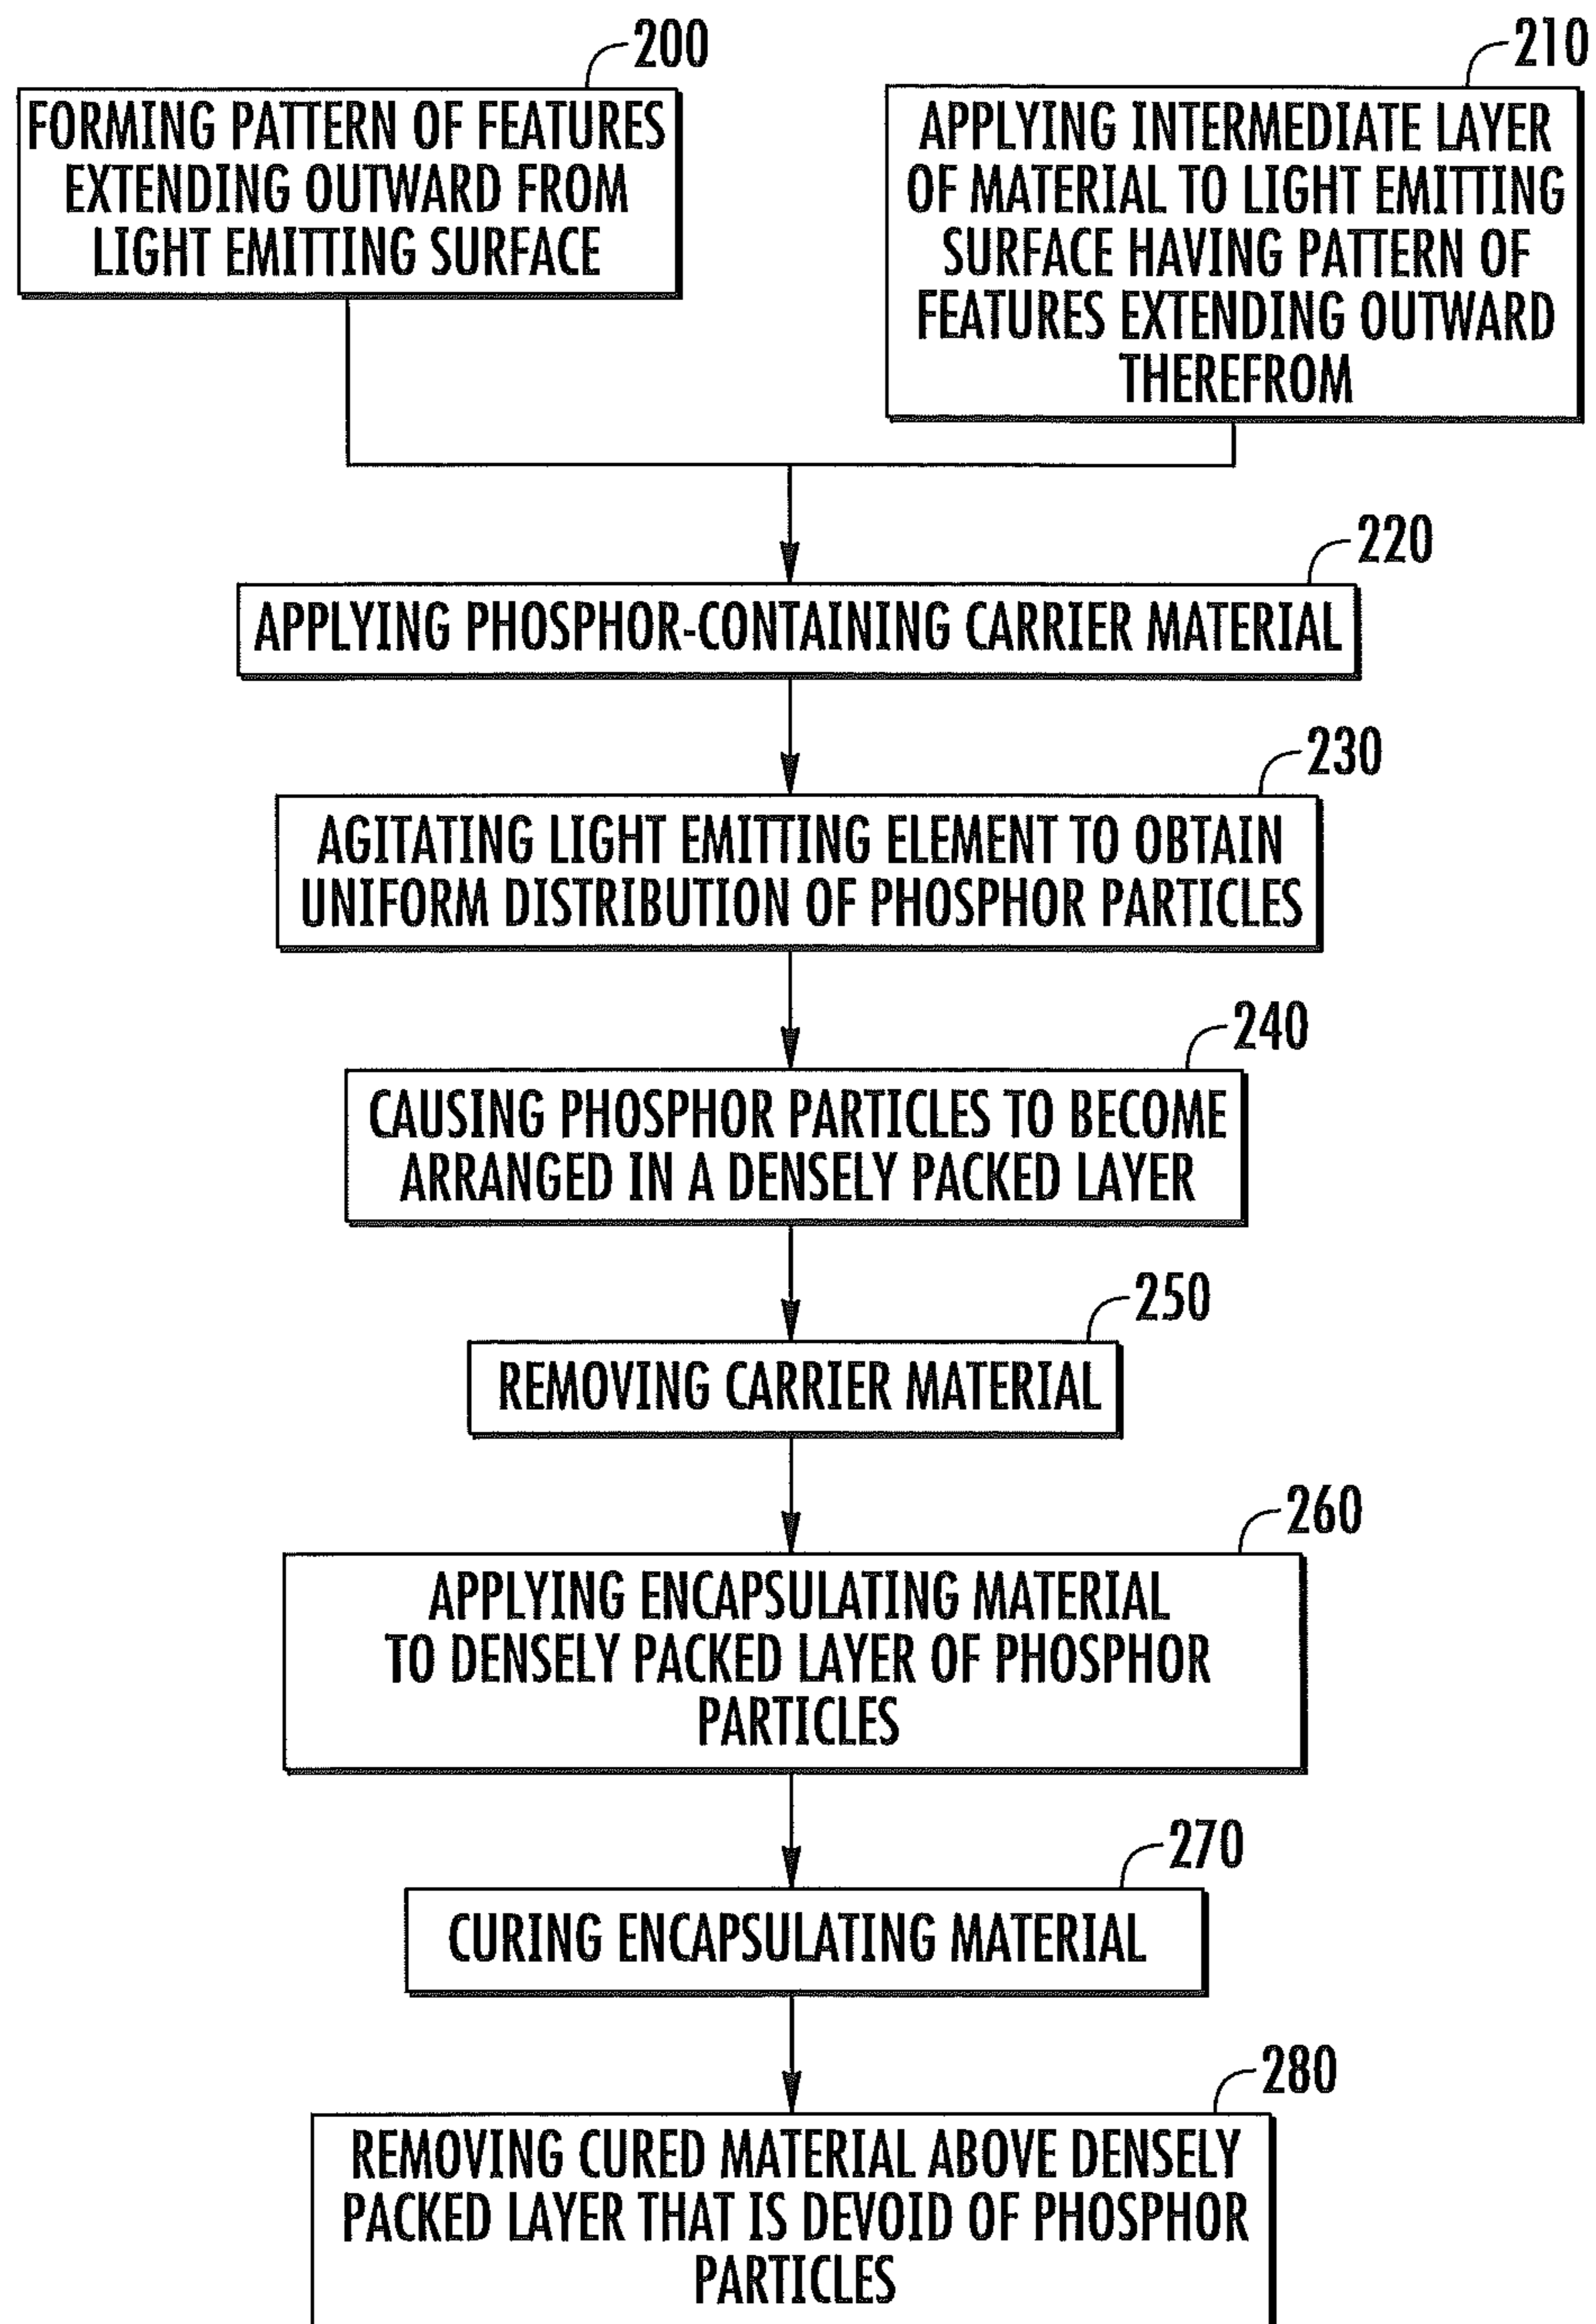 200
FORMING PATTERN OF FEATURES
EXTENDING OUTWARD FROM
LIGHT EMITTING SURFACE
210
APPLYING INTERMEDIATE LAYER
OF MATERIAL TO LIGHT EMITTING
SURFACE HAVING PATTERN OF
FEATURES EXTENDING OUTWARD
THEREFROM
220
APPLYING PHOSPHOR-CONTAINING CARRIER MATERIAL
230
AGITATING LIGHT EMITTING ELEMENT TO OBTAIN
UNIFORM DISTRIBUTION OF PHOSPHOR PARTICLES
240
CAUSING PHOSPHOR PARTICLES TO BECOME
ARRANGED IN A DENSELY PACKED LAYER
250
REMOVING CARRIER MATERIAL
260
APPLYING ENCAPSULATING MATERIAL
TO DENSELY PACKED LAYER OF PHOSPHOR
PARTICLES
270
CURING ENCAPSULATING MATERIAL
280
REMOVING CURED MATERIAL ABOVE DENSELY
PACKED LAYER THAT IS DEVOID OF PHOSPHOR
PARTICLES